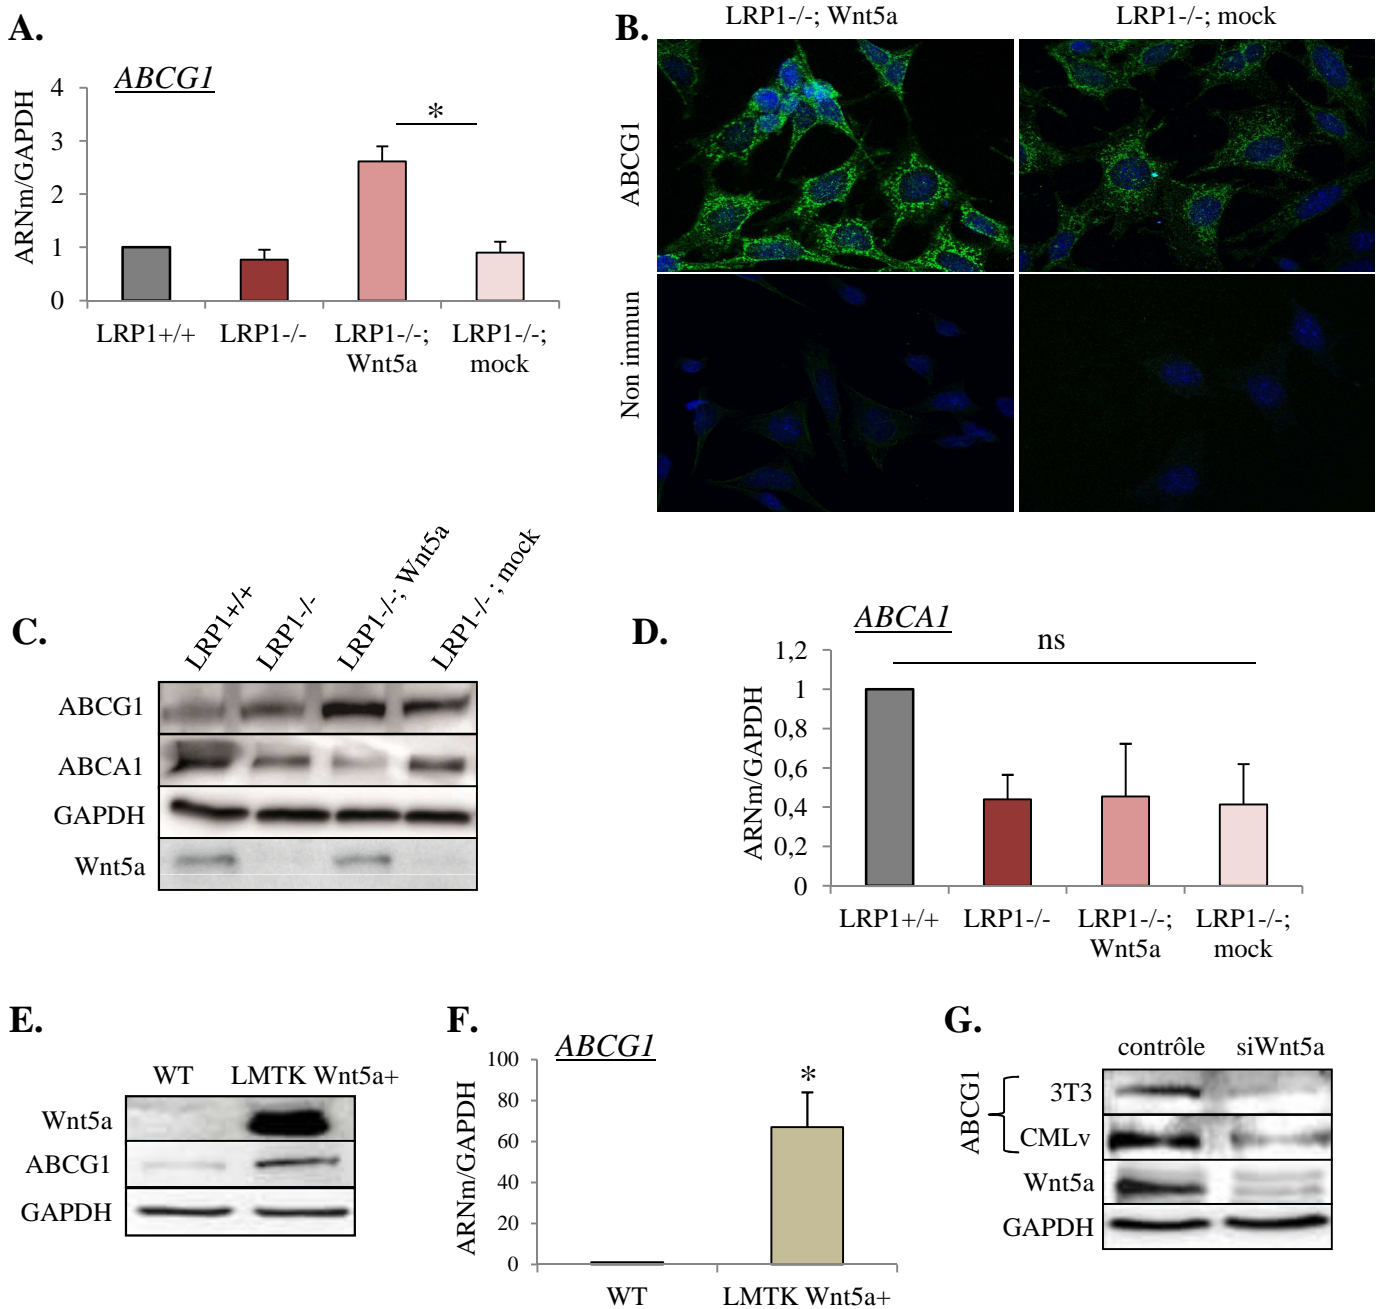 A.
ABCG1
ARNm/GAPDH
4
3
2
1
0
*
LRP1+/+
LRP1-/-
LRP1-/-;
Wnt5a
LRP1-/-;
mock
B.
LRP1-/-; Wnt5a
LRP1-/-; mock
ABCG1
Non immun
C.
LRP1+/+
LRP1-/-
LRP1-/-; Wnt5a
LRP1-/- ; mock
ABCG1
ABCA1
GAPDH
Wnt5a
D.
ABCA1
ns
ARNm/GAPDH
1,2
1
0,8
0,6
0,4
0,2
0
LRP1+/+
LRP1-/-
LRP1-/-;
Wnt5a
LRP1-/-;
mock
E.
WT
LMTK Wnt5a+
Wnt5a
ABCG1
GAPDH
F.
ABCG1
ARNm/GAPDH
100
80
60
40
20
0
*
WT
LMTK Wnt5a+
G.
contrôle
siWnt5a
ABCG1
3T3
CMLv
Wnt5a
GAPDH